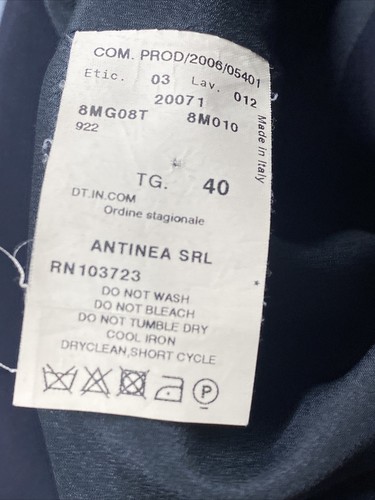 COM. PROD/2006/05401
Etic. 03 Lav. 012
20071
8MG08T 8M010
922
Made in Italy
TG. 40
DT.IN.COM
Ordine stagionale
ANTINEA SRL
RN103723
DO NOT WASH
DO NOT BLEACH
DO NOT TUMBLE DRY
COOL IRON
DRYCLEAN,SHORT CYCLE
P